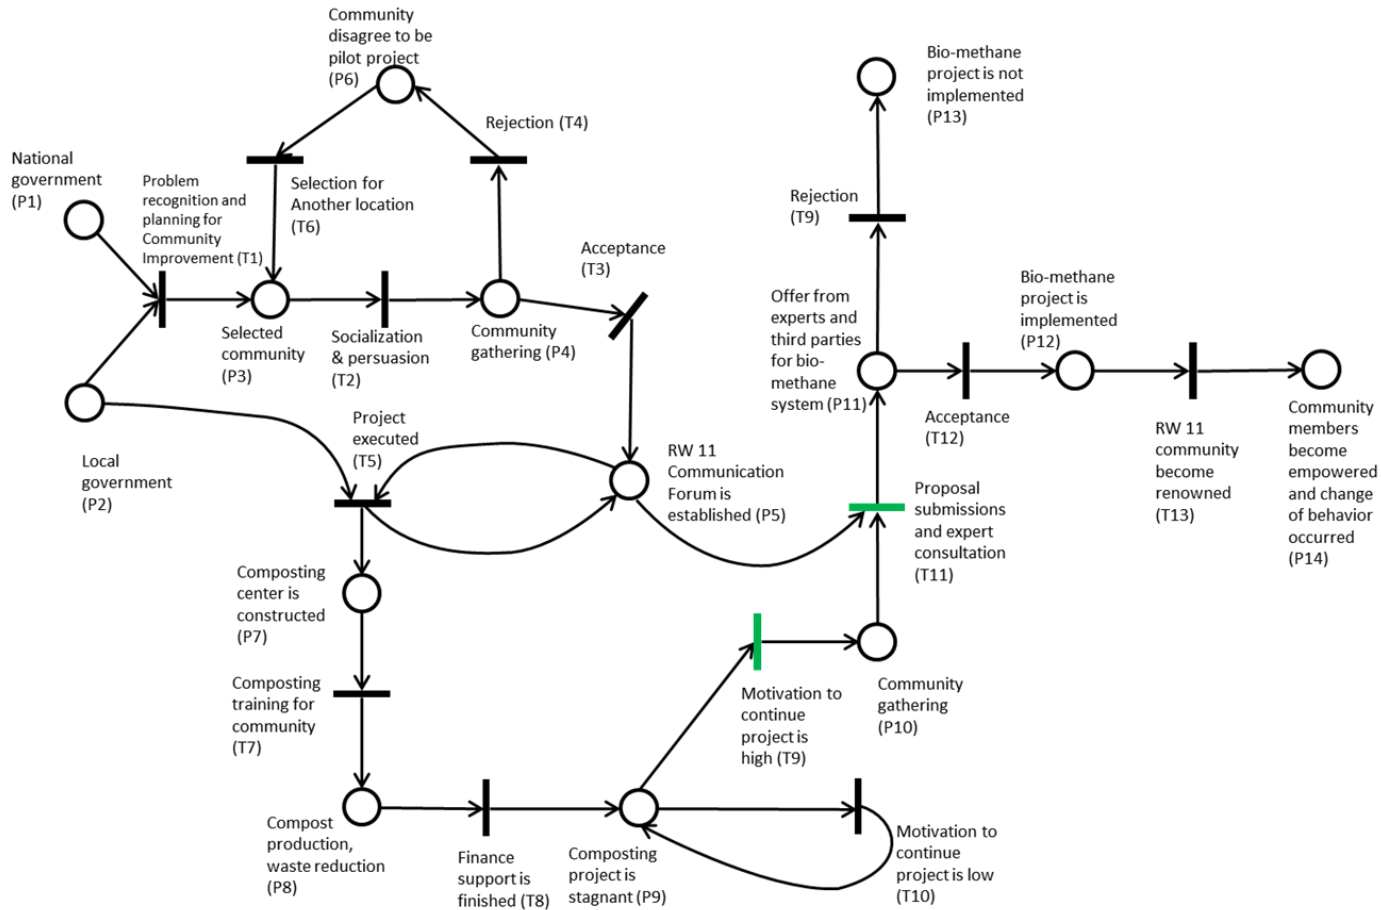 Community
disagree to be
pilot project
(P6)
Bio-methane
project is not
implemented
(P13)
Rejection (T4)
National
government
(P1)
Problem
recognition and
planning for
Community
Improvement (T1)
Selection for
Another location
(T6)
Rejection
(T9)
Acceptance
(T3)
Bio-methane
project is
implemented
(P12)
Offer from
experts and
third parties
for bio-
methane
system (P11)
Selected
community
(P3)
Socialization
& persuasion
(T2)
Community
gathering (P4)
Acceptance
(T12)
RW 11
community
become
renowned
(T13)
Community
members
become
empowered
and change
of behavior
occurred
(P14)
Project
executed
(T5)
Local
government
(P2)
RW 11
Communication
Forum is
established (P5)
Proposal
submissions
and expert
consultation
(T11)
Composting
center is
constructed
(P7)
Composting
training for
community
(T7)
Motivation to
continue
project is
high (T9)
Community
gathering
(P10)
Compost
production,
waste reduction
(P8)
Finance
support is
finished (T8)
Composting
project is
stagnant (P9)
Motivation to
continue
project is low
(T10)